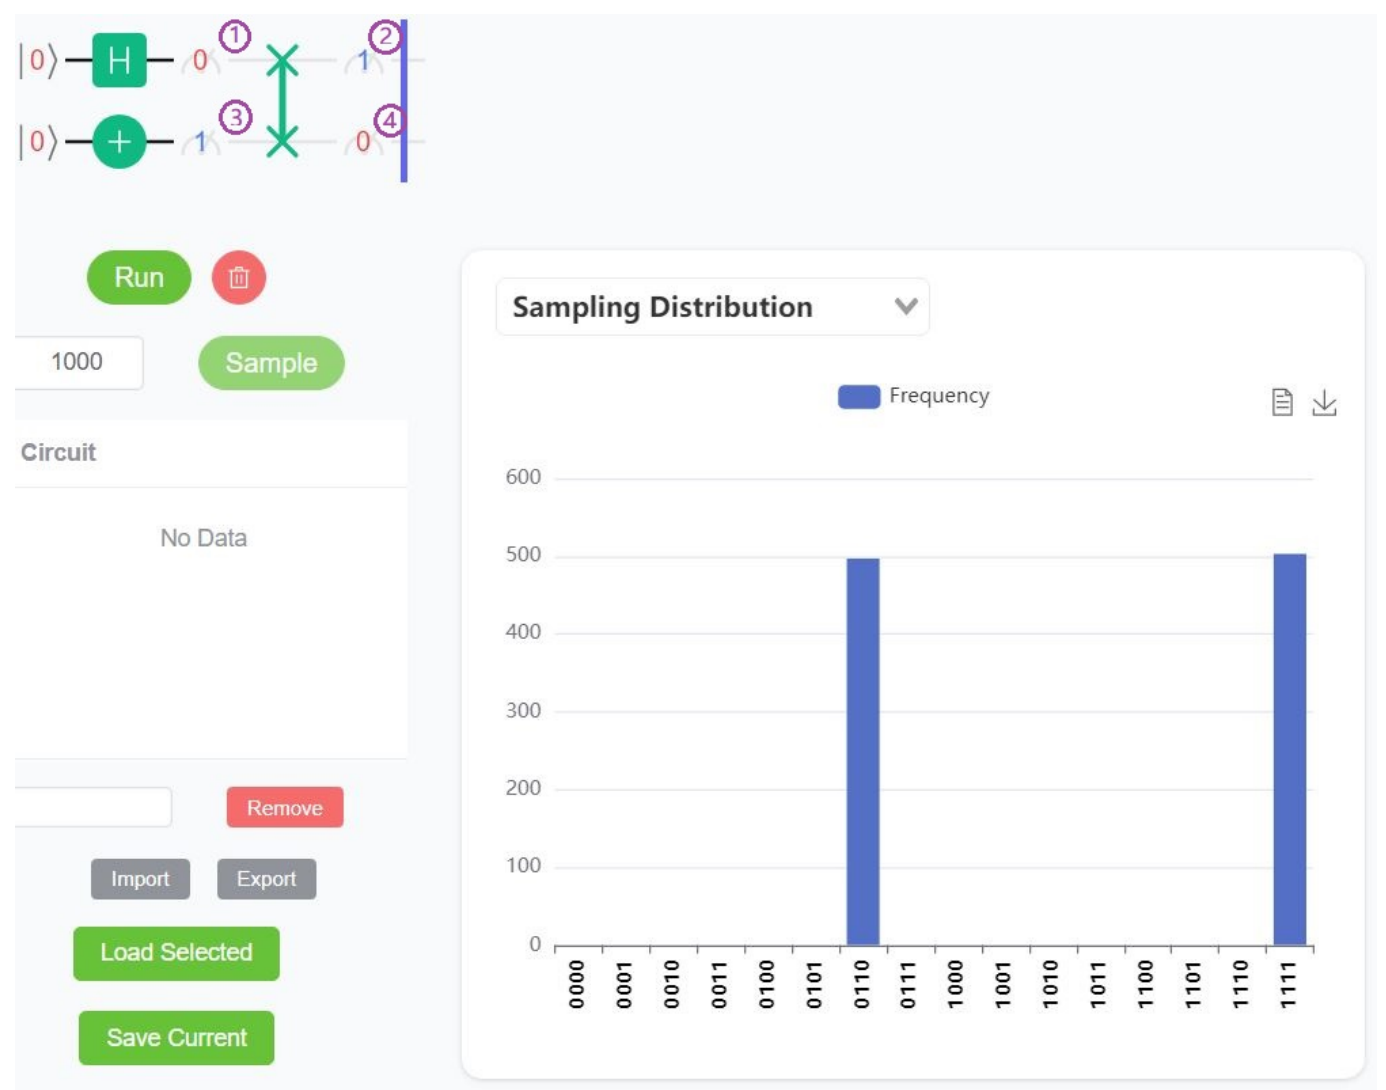 ① ②
|0⟩ H 0 1
③ ④
|0⟩ + 1 0
Run
Sampling Distribution
1000 Sample
Frequency
Circuit
No Data
600
500
400
300
200
100
0
0000 0001 0010 0011 0100 0101 0110 0111 1000 1001 1010 1011 1100 1101 1110 1111
Remove
Import Export
Load Selected
Save Current